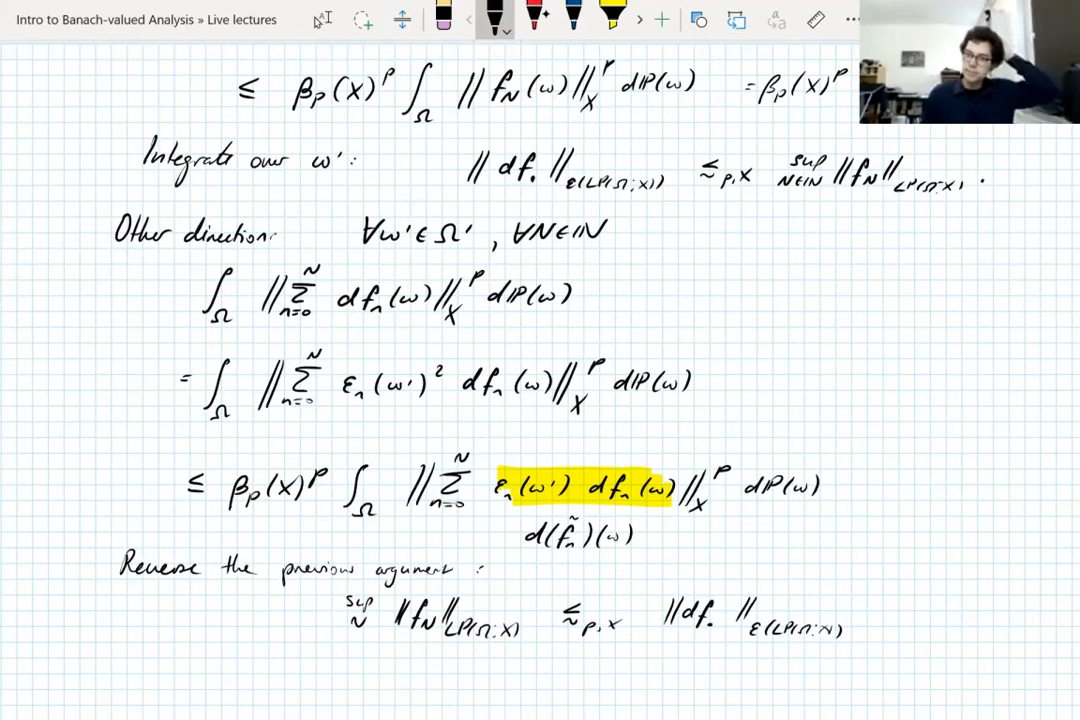 Intro to Banach-valued Analysis » Live lectures
≤ β_p(X)^p ∫_Ω ‖f_N(ω)‖_X^p dℙ(ω) = β_p(X)^p
Integrate over ω': ‖df.‖_{ε(L^p(Ω;X))} ≲_{p,X} sup_{N∈ℕ} ‖f_N‖_{L^p(Ω;X)}.
Other direction: ∀ω'∈Ω', ∀N∈ℕ
∫_Ω ‖Σ_{n=0}^N df_n(ω)‖_X^p dℙ(ω)
= ∫_Ω ‖Σ_{n=0}^N ε_n(ω')² df_n(ω)‖_X^p dℙ(ω)
≤ β_p(X)^p ∫_Ω ‖Σ_{n=0}^N ε_n(ω') df_n(ω)‖_X^p dℙ(ω)
d(f̃_n)(ω)
Reverse the previous argument:
sup_N ‖f_N‖_{L^p(Ω;X)} ≲_{p,X} ‖df.‖_{ε(L^p(Ω;X))}